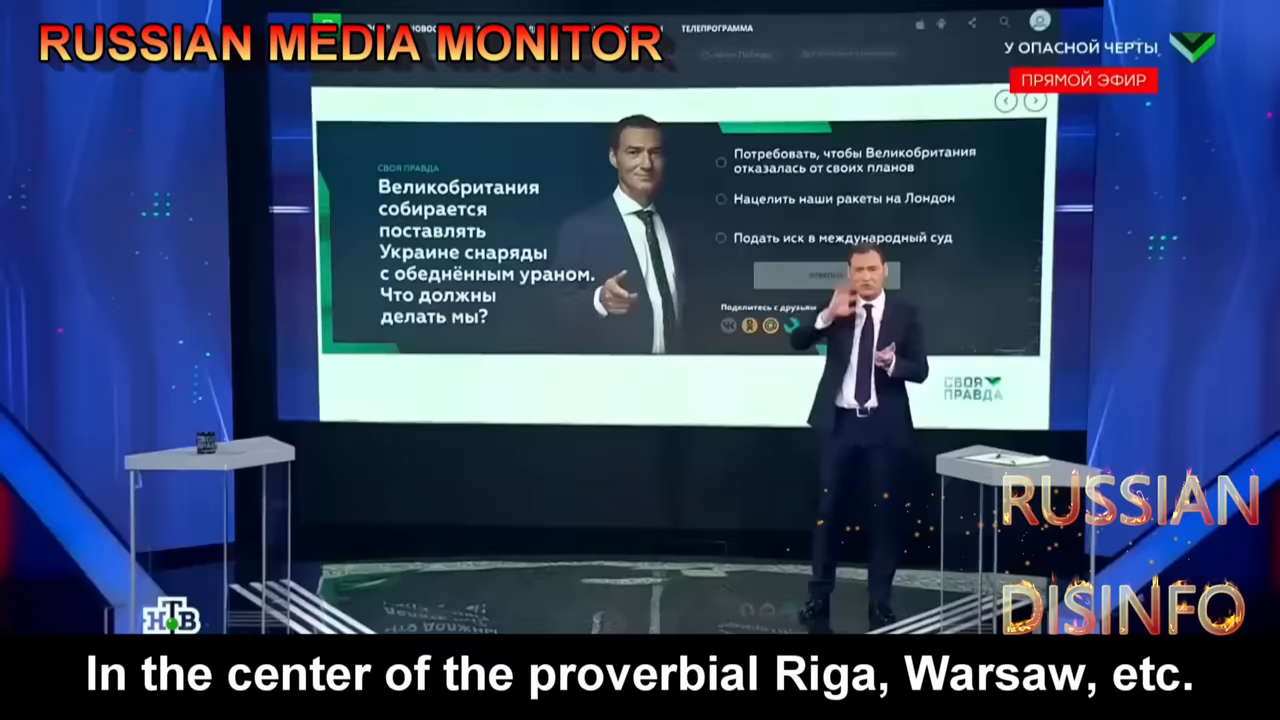 RUSSIAN MEDIA MONITOR
ТЕЛЕПРОГРАММА
У ОПАСНОЙ ЧЕРТЫ
ПРЯМОЙ ЭФИР
СВОЯ ПРАВДА
Великобритания
собирается
поставлять
Украине снаряды
с обеднённым ураном.
Что должны
делать мы?
Потребовать, чтобы Великобритания
отказалась от своих планов
Нацелить наши ракеты на Лондон
Подать иск в международный суд
Поделитесь с друзьями
СВОЯ
ПРАВДА
RUSSIAN
DISINFO
НТВ
In the center of the proverbial Riga, Warsaw, etc.